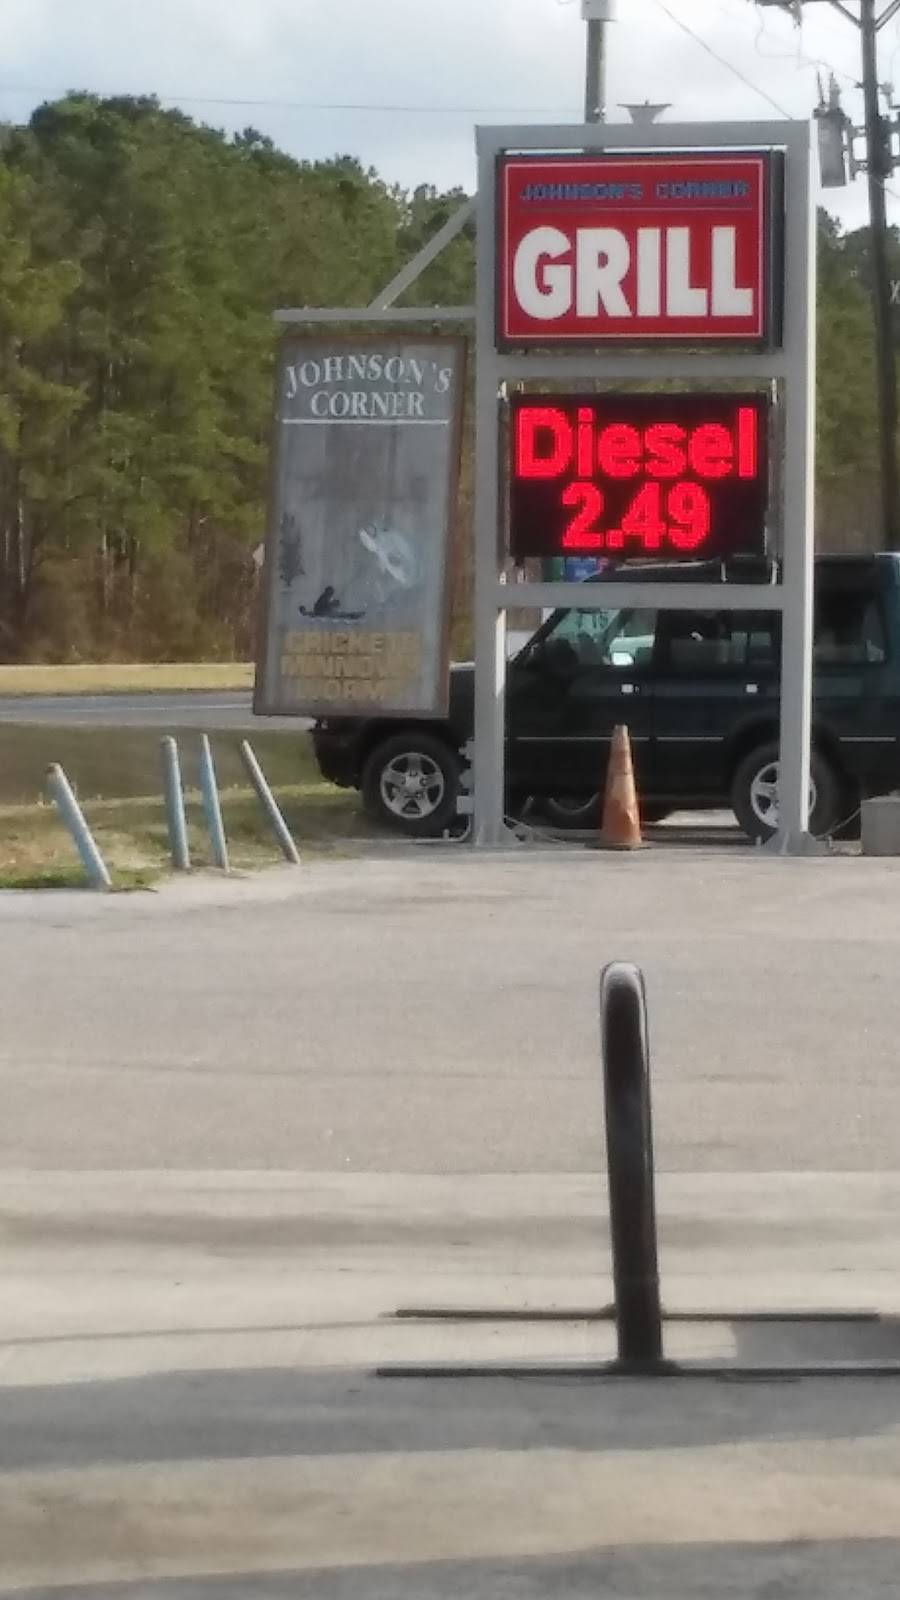 JOHNSON'S CORNER
GRILL
Diesel
2.49
JOHNSON'S
CORNER
CRICKETS
MINNOWS
WORMS